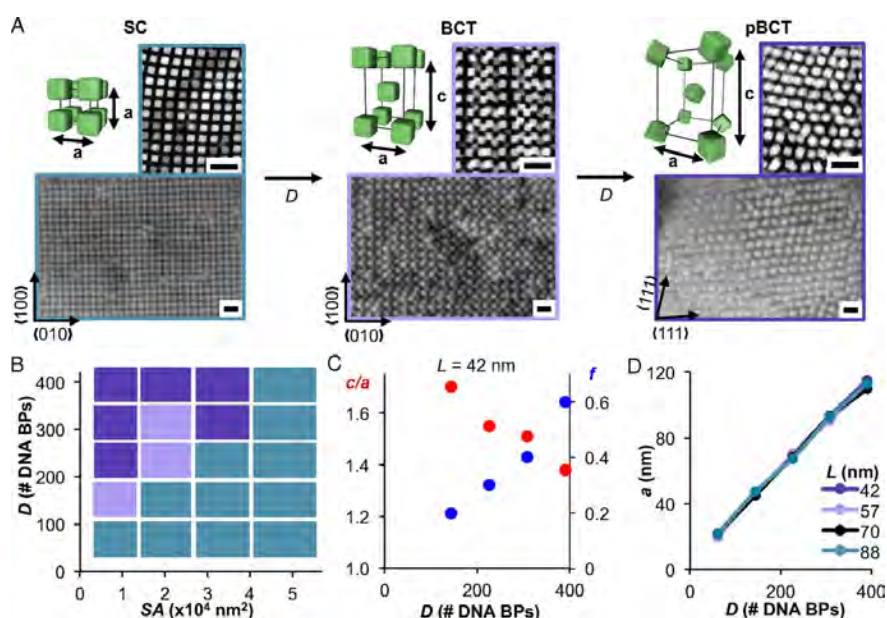 A
SC
BCT
pBCT
a
a
c
a
c
a
D
D
(100)
(010)
(100)
(010)
(111)
(111)
B
D (# DNA BPs)
400
300
200
100
0
1 2 3 4 5
SA (x10⁴ nm²)
C
L = 42 nm
c/a
f
1.6
1.4
1.2
1.0
0.6
0.4
0.2
0
0 200 400
D (# DNA BPs)
D
a (nm)
120
80
40
0
L (nm)
42
57
70
88
0 200 400
D (# DNA BPs)